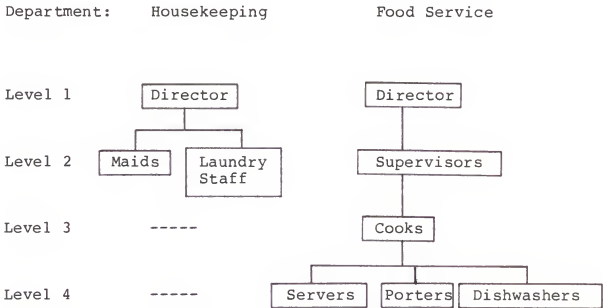 Department: Housekeeping Food Service
Level 1 Director Director
Level 2 Maids Laundry Staff Supervisors
Level 3 ----- Cooks
Level 4 ----- Servers Porters Dishwashers